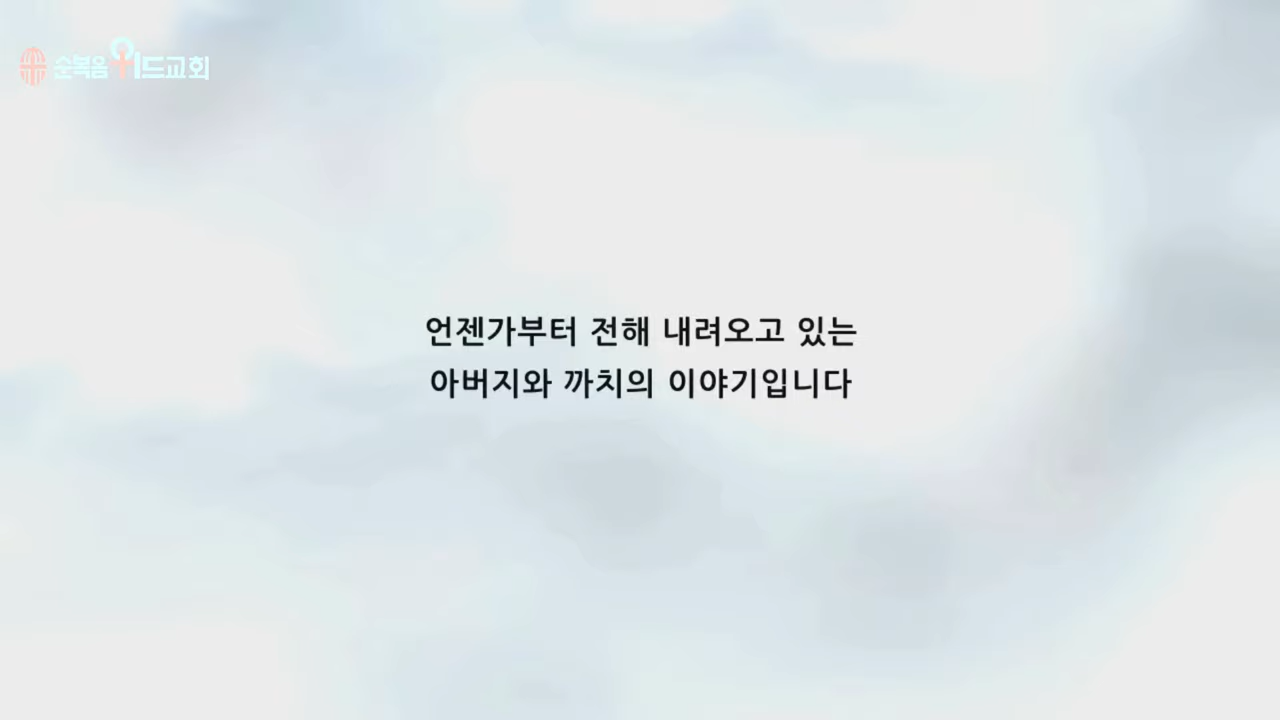 순복음위드교회
언젠가부터 전해 내려오고 있는
아버지와 까치의 이야기입니다